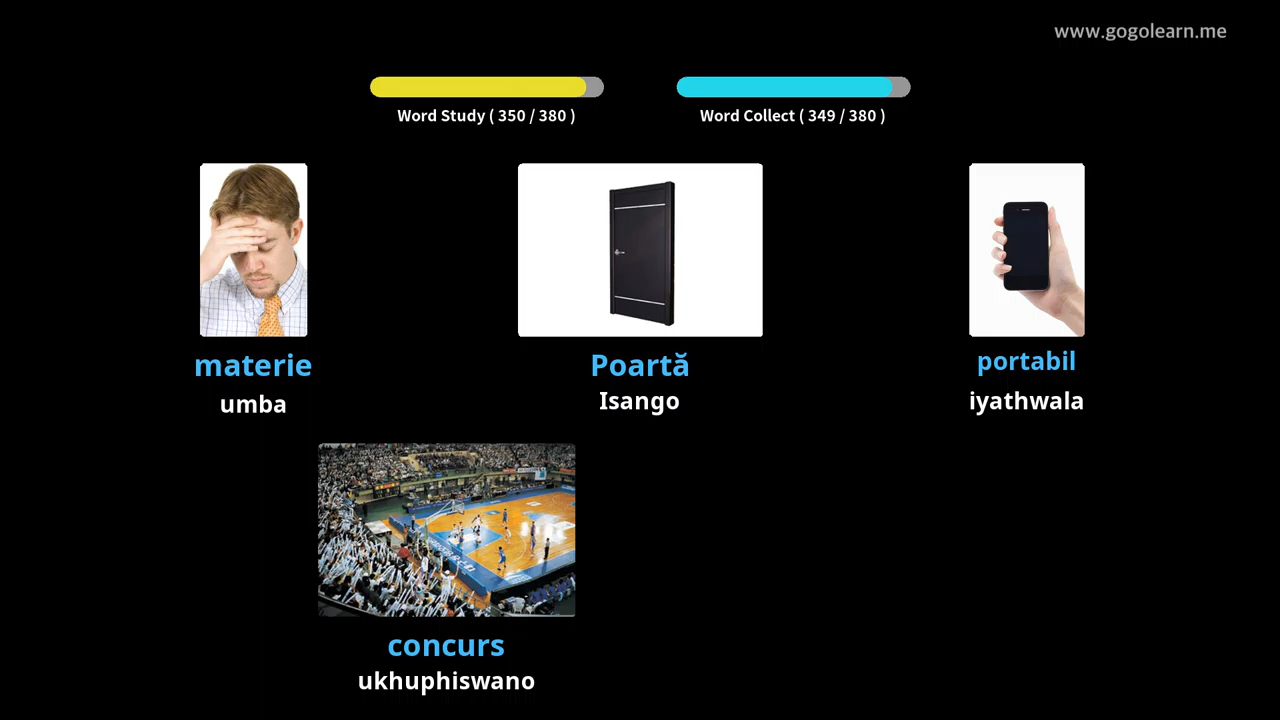 www.gogolearn.me
Word Study ( 350 / 380 )
Word Collect ( 349 / 380 )
materie
umba
Poartă
Isango
portabil
iyathwala
concurs
ukhuphiswano